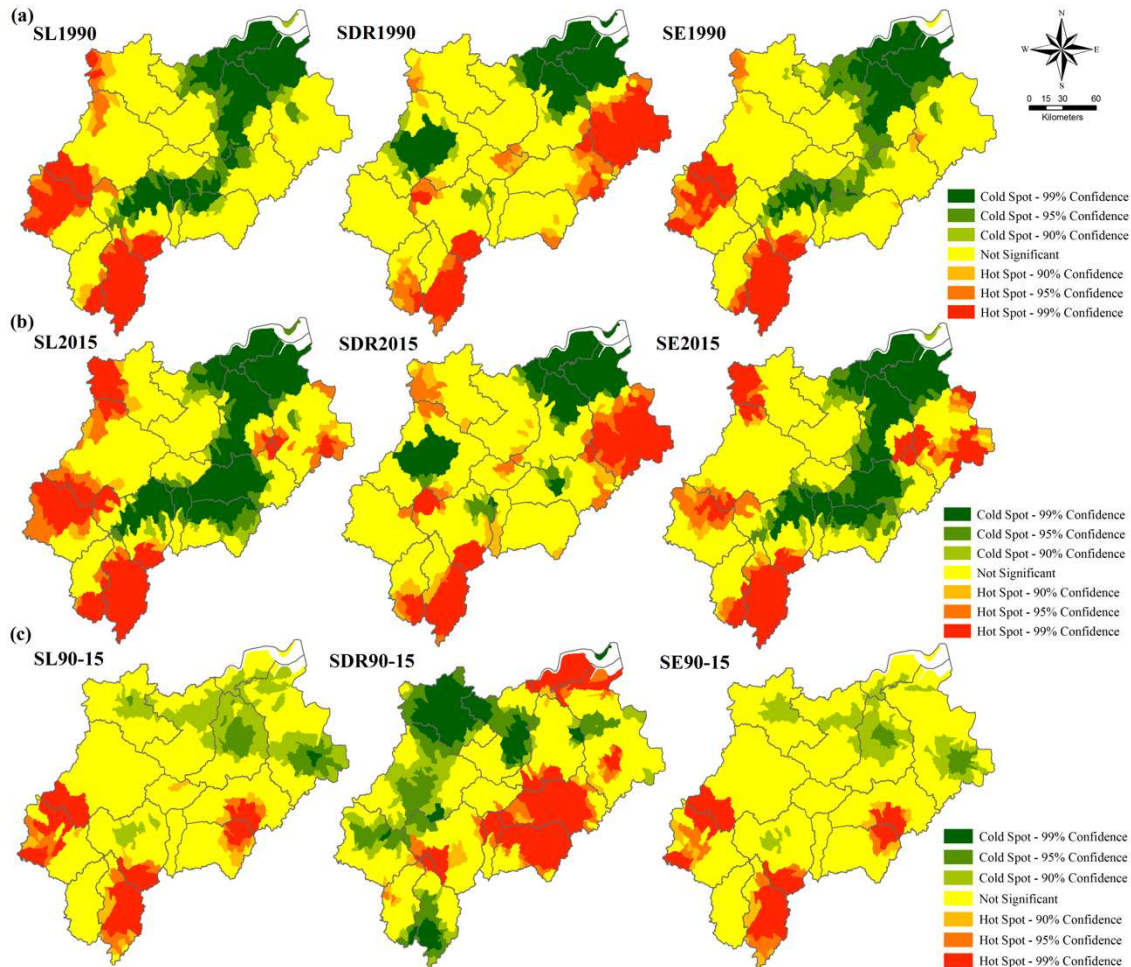 (a)
SL1990
SDR1990
SE1990
N
W
E
S
0 15 30 60
Kilometers
Cold Spot - 99% Confidence
Cold Spot - 95% Confidence
Cold Spot - 90% Confidence
Not Significant
Hot Spot - 90% Confidence
Hot Spot - 95% Confidence
Hot Spot - 99% Confidence
(b)
SL2015
SDR2015
SE2015
Cold Spot - 99% Confidence
Cold Spot - 95% Confidence
Cold Spot - 90% Confidence
Not Significant
Hot Spot - 90% Confidence
Hot Spot - 95% Confidence
Hot Spot - 99% Confidence
(c)
SL90-15
SDR90-15
SE90-15
Cold Spot - 99% Confidence
Cold Spot - 95% Confidence
Cold Spot - 90% Confidence
Not Significant
Hot Spot - 90% Confidence
Hot Spot - 95% Confidence
Hot Spot - 99% Confidence